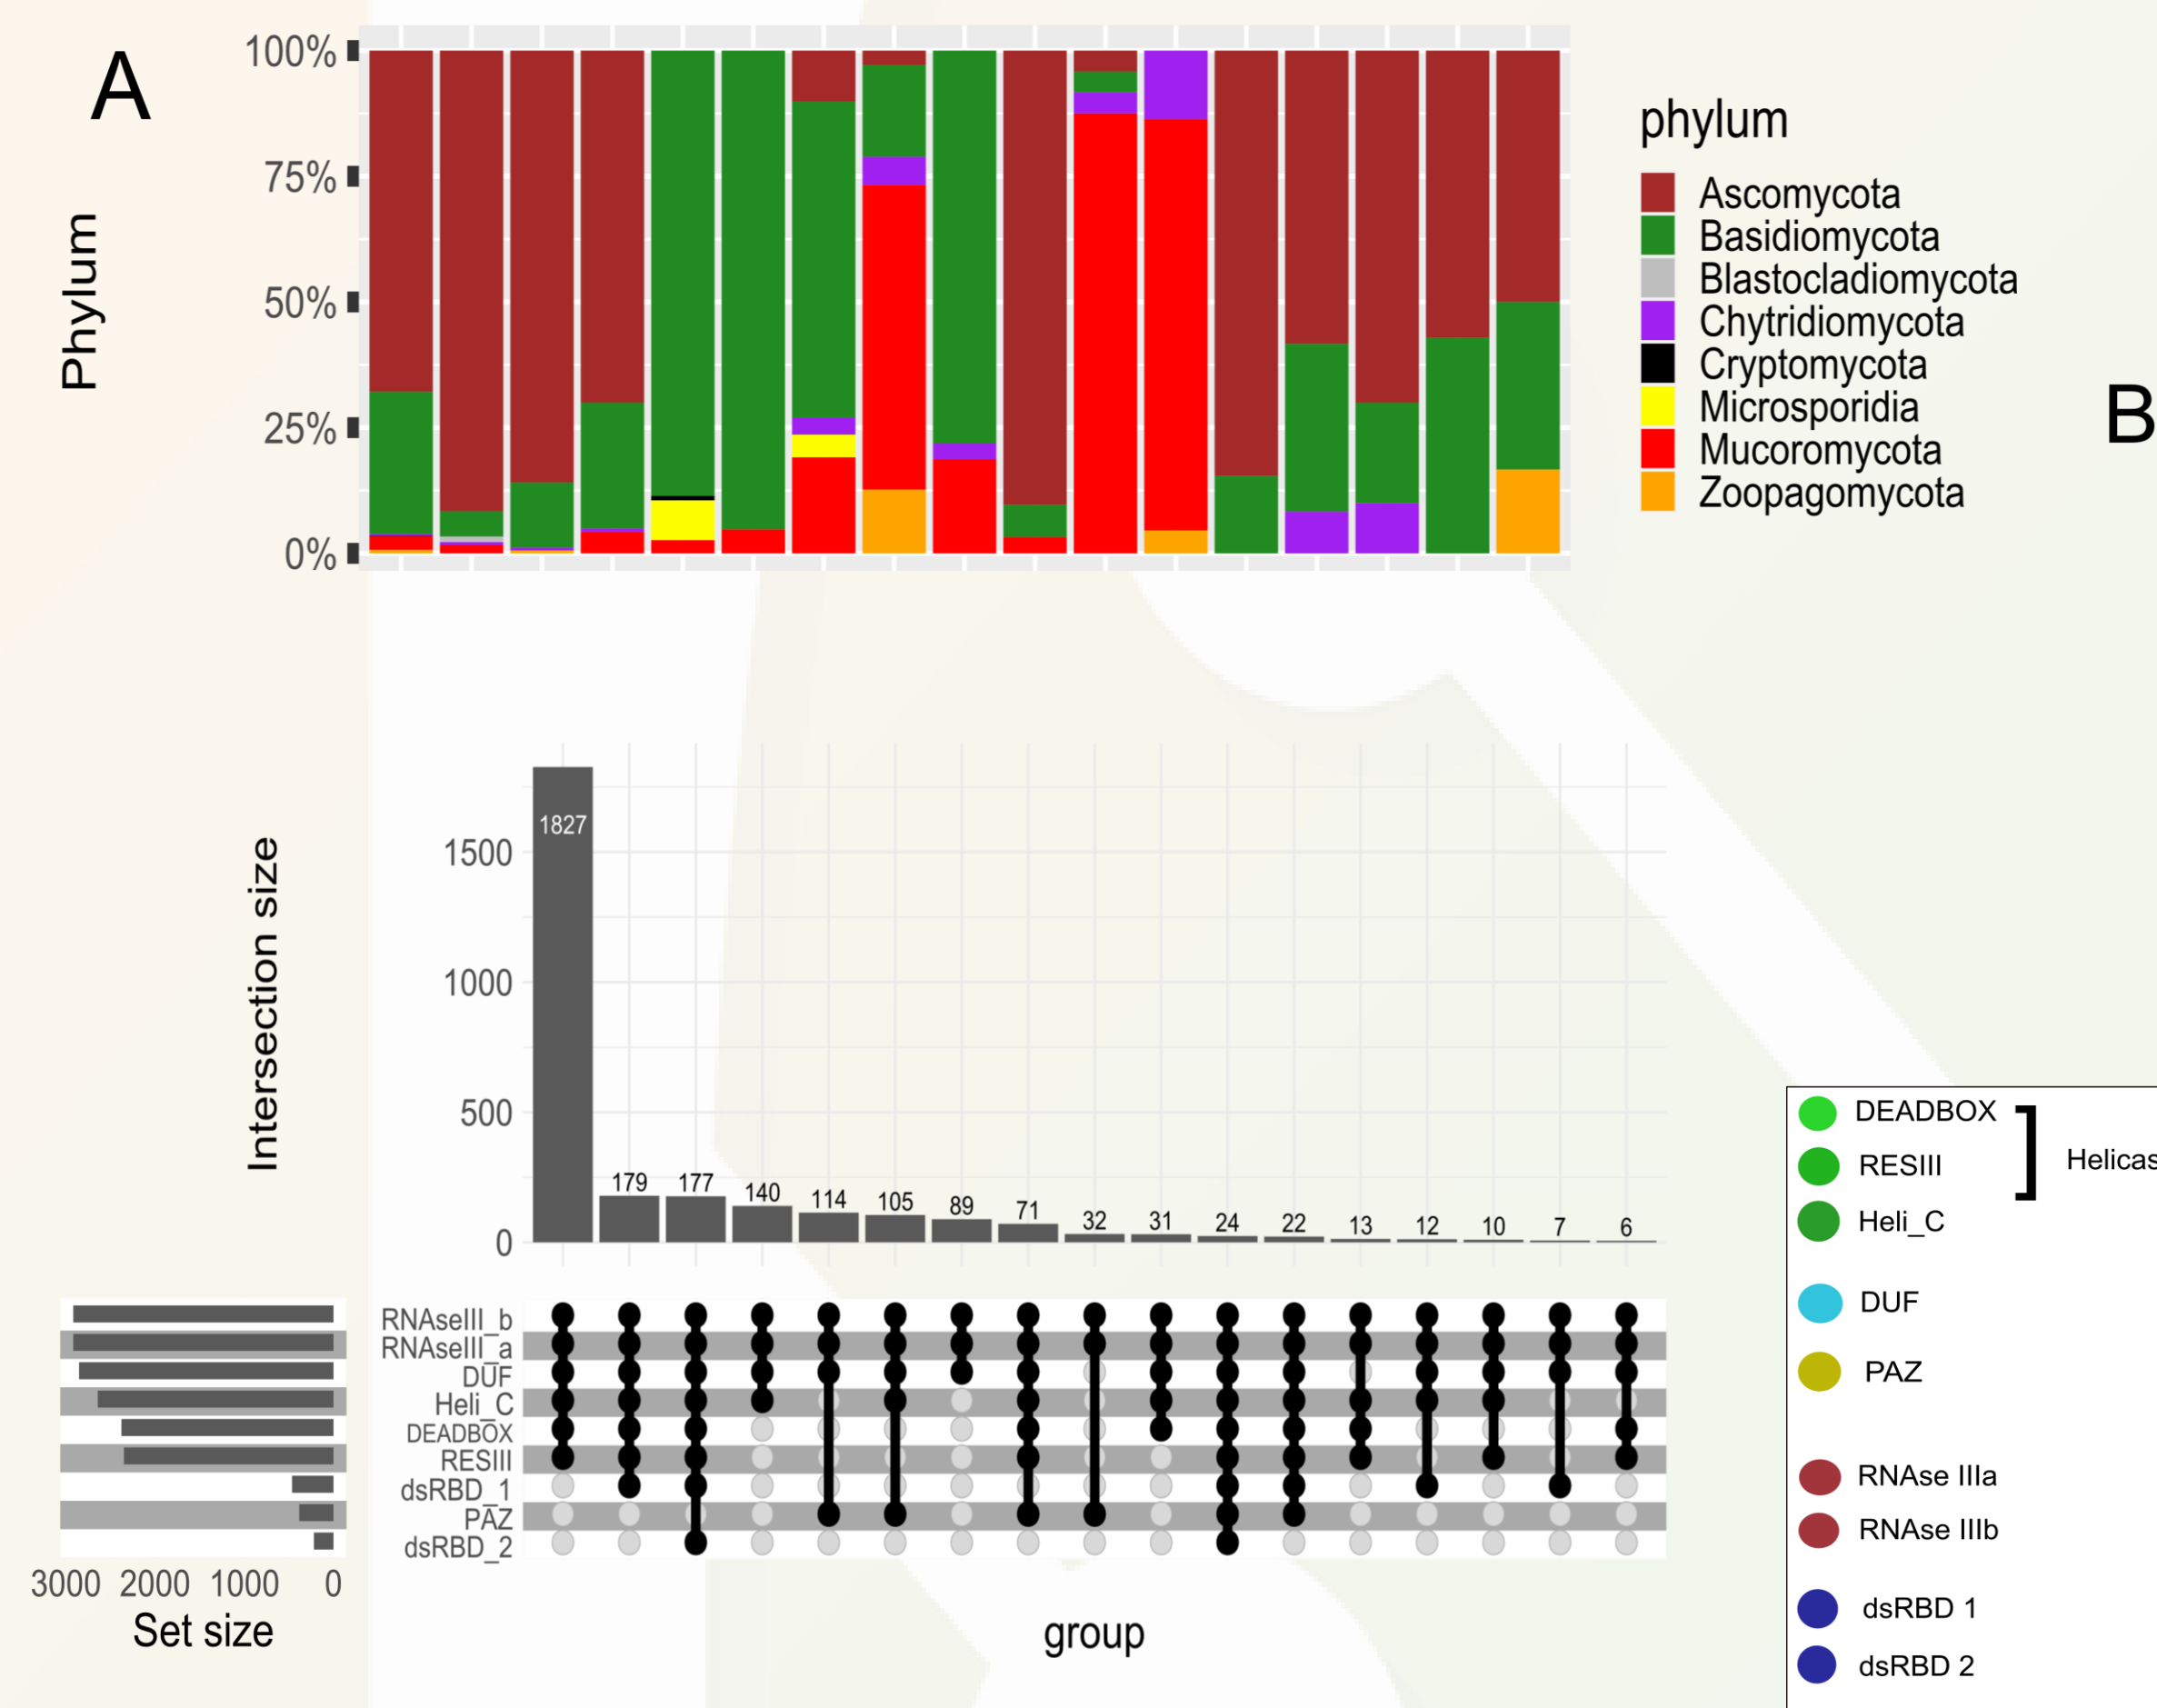 A
Phylum
100%
75%
50%
25%
0%
phylum
Ascomycota
Basidiomycota
Blastocladiomycota
Chytridiomycota
Cryptomycota
Microsporidia
Mucoromycota
Zoopagomycota
B
Intersection size
1500
1000
500
0
1827
179
177
140
114
105
89
71
32
31
24
22
13
12
10
7
6
RNAseIII_b
RNAseIII_a
DUF
Heli_C
DEADBOX
RESIII
dsRBD_1
PAZ
dsRBD_2
3000 2000 1000 0
Set size
group
DEADBOX
RESIII
Helicas
Heli_C
DUF
PAZ
RNAse IIIa
RNAse IIIb
dsRBD 1
dsRBD 2